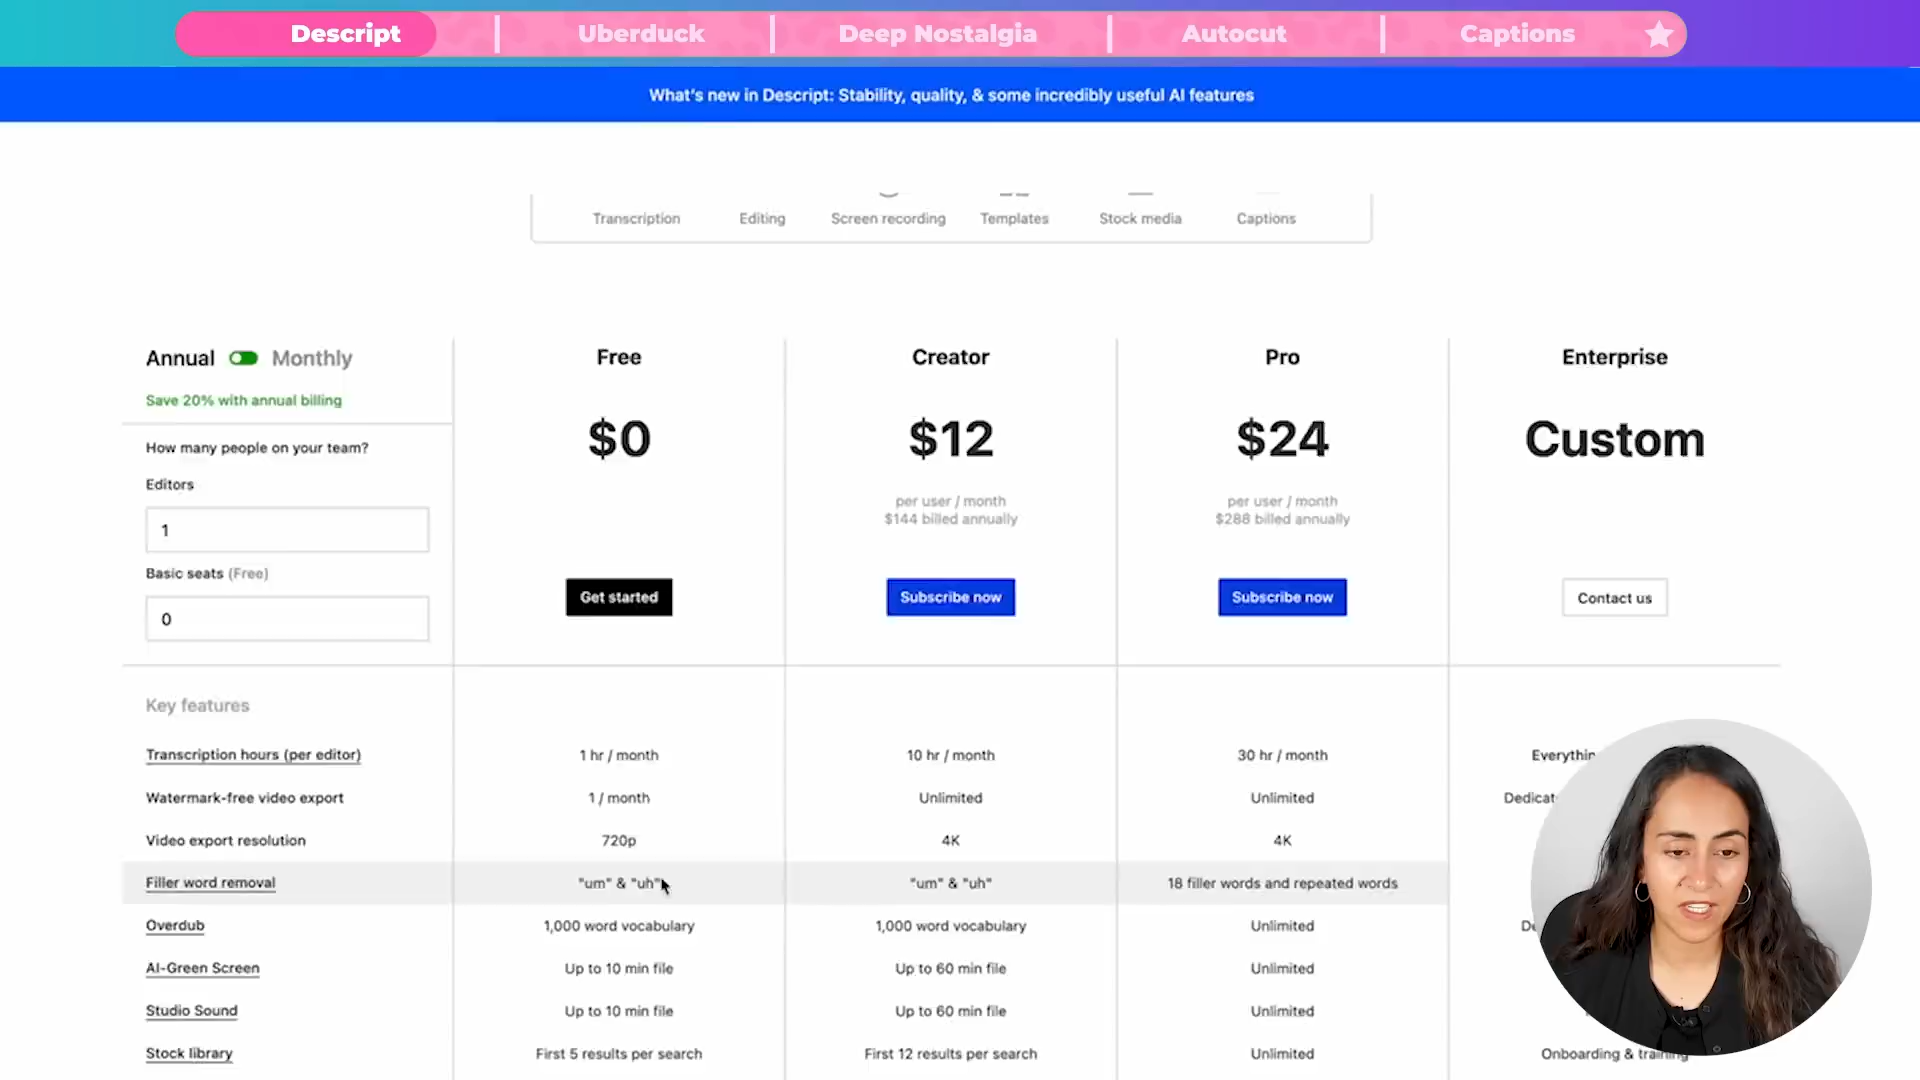 Descript Uberduck Deep Nostalgia Autocut Captions
What's new in Descript: Stability, quality, & some incredibly useful AI features
Transcription Editing Screen recording Templates Stock media Captions
Annual Monthly Free Creator Pro Enterprise
Save 20% with annual billing
$0 $12 $24 Custom
How many people on your team?
Editors
per user / month per user / month
$144 billed annually $288 billed annually
1
Basic seats (Free)
Get started Subscribe now Subscribe now Contact us
0
Key features
Transcription hours (per editor) 1 hr / month 10 hr / month 30 hr / month Everythin
Watermark-free video export 1 / month Unlimited Unlimited Dedicat
Video export resolution 720p 4K 4K
Filler word removal "um" & "uh" "um" & "uh" 18 filler words and repeated words
Overdub 1,000 word vocabulary 1,000 word vocabulary Unlimited De
AI-Green Screen Up to 10 min file Up to 60 min file Unlimited
Studio Sound Up to 10 min file Up to 60 min file Unlimited
Stock library First 5 results per search First 12 results per search Unlimited Onboarding & training